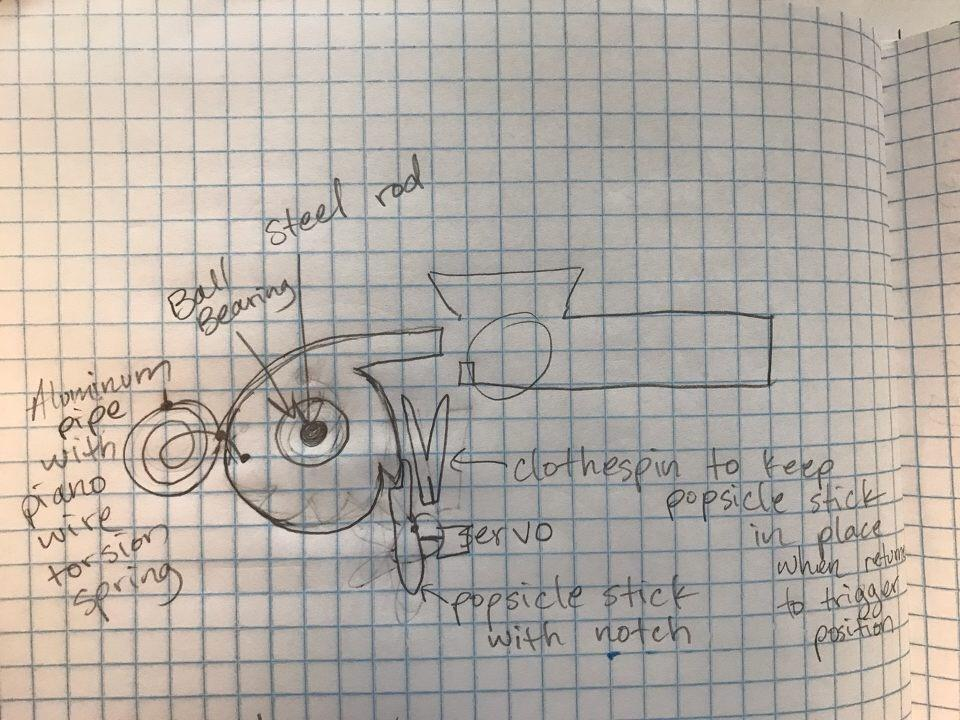 steel rod
Ball
Bearing
Aluminum
pipe
with
piano
wire
torsion
spring
clothespin to keep
popsicle stick
in place
when return
to trigger
position
servo
popsicle stick
with notch